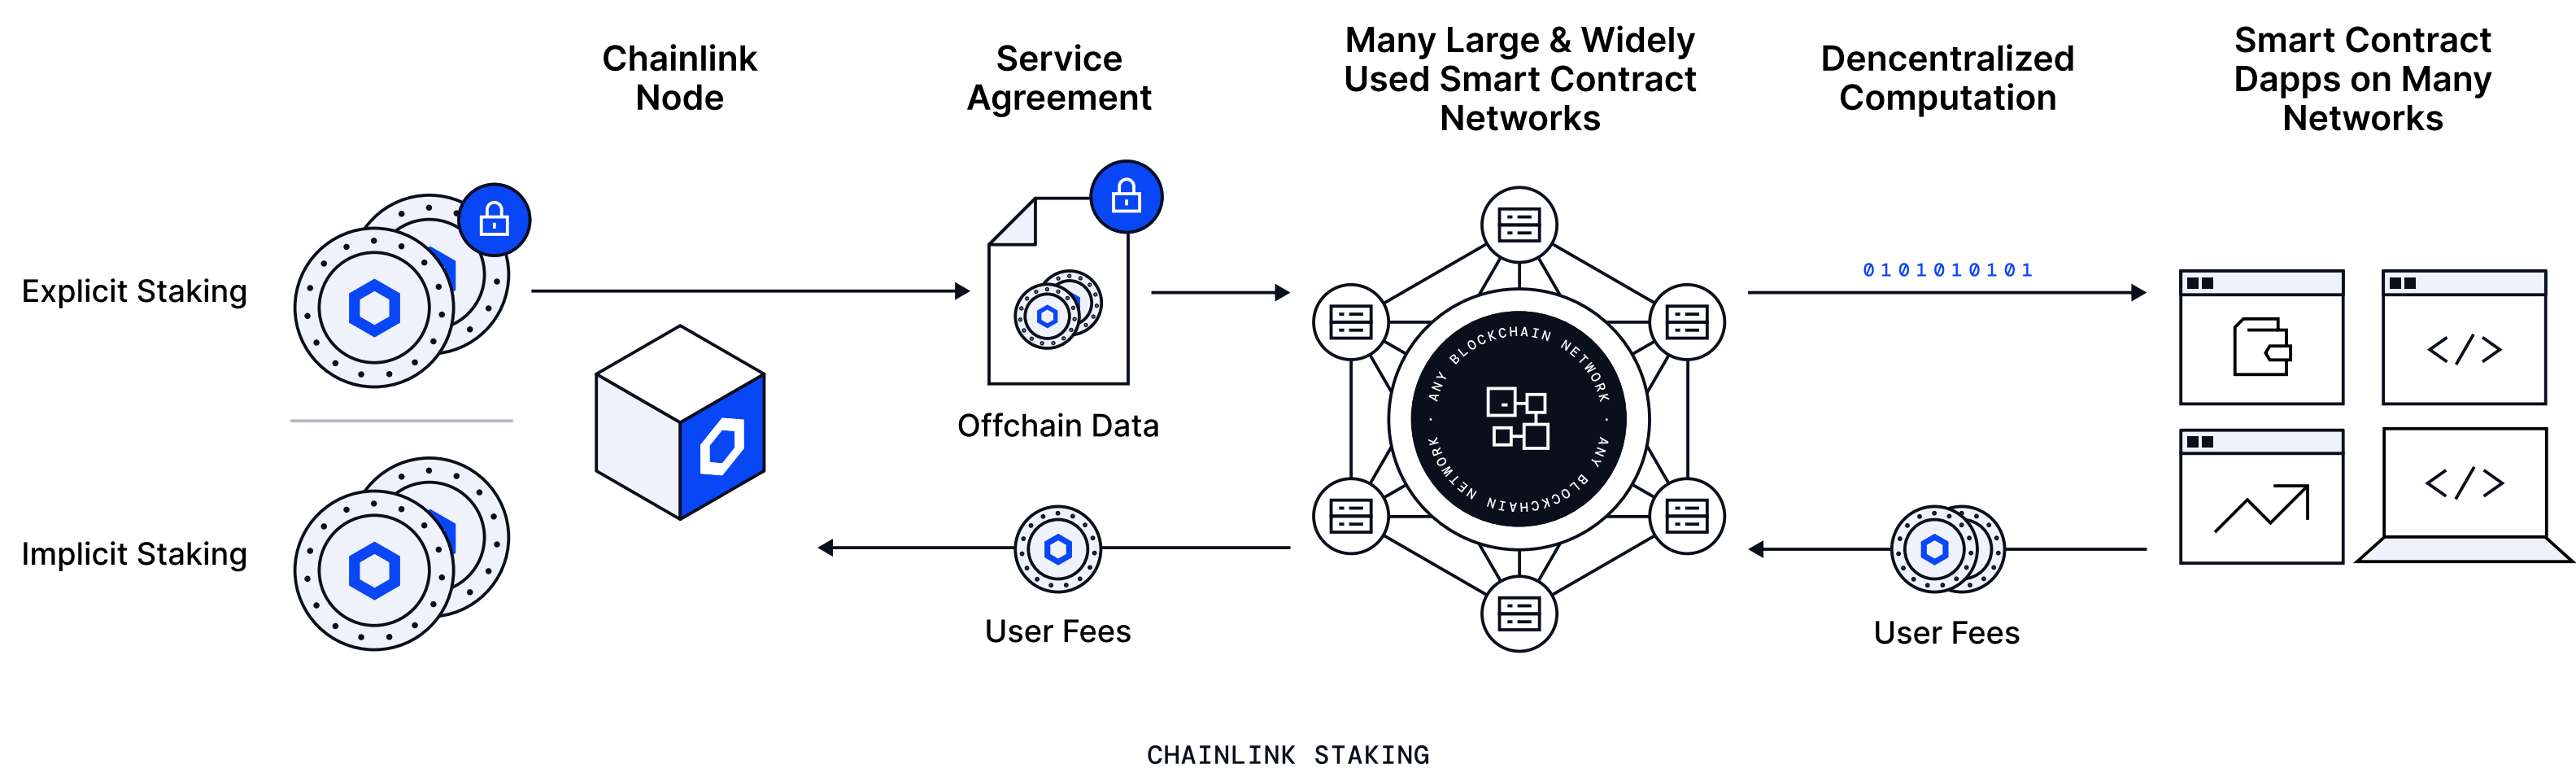 Chainlink
Node
Service
Agreement
Many Large & Widely
Used Smart Contract
Networks
Dencentralized
Computation
Smart Contract
Dapps on Many
Networks
Explicit Staking
0101010101
ANY BLOCKCHAIN NETWORK · ANY BLOCKCHAIN NETWORK ·
</>
Offchain Data
</>
Implicit Staking
User Fees
User Fees
CHAINLINK STAKING